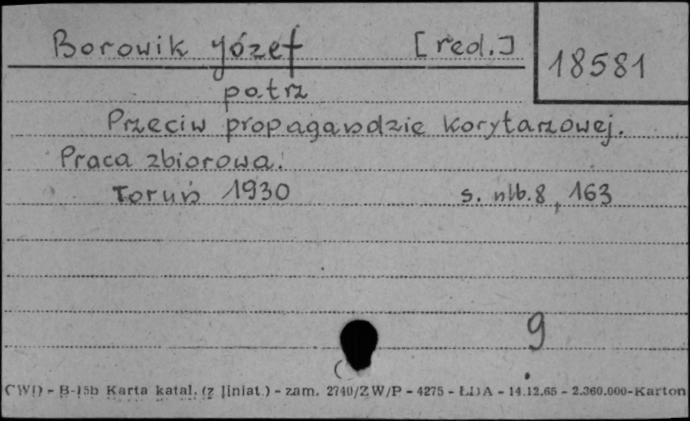 Borowik Józef [red.]
18581
patrz
Przeciw propagandzie korytarzowej.
Praca zbiorowa.
Toruń 1930 s. nlb. 8, 163
9
CWD - B-15b Karta katal. (z liniat.) - zam. 2740/ZW/P - 4275 - ŁDA - 14.12.65 - 2.360.000 - Karton